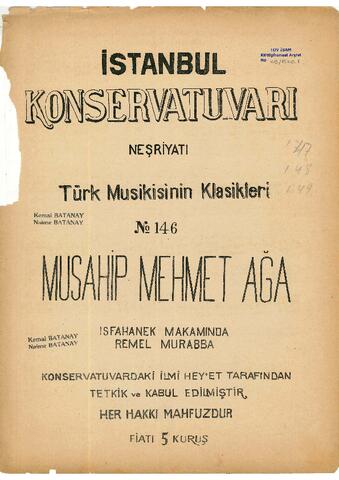 İSTANBUL
KONSERVATUVARI
NEŞRİYATI
Türk Musikisinin Klasikleri
Kemal BATANAY
Naime BATANAY
№ 146
MUSAHİP MEHMET AĞA
ISFAHANEK MAKAMINDA
REMEL MURABBA
Kemal BATANAY
Naime BATANAY
KONSERVATUVARDAKİ İLMİ HEY'ET TARAFINDAN
TETKİK ve KABUL EDİLMİŞTİR
HER HAKKI MAHFUZDUR
FİATI 5 KURUŞ